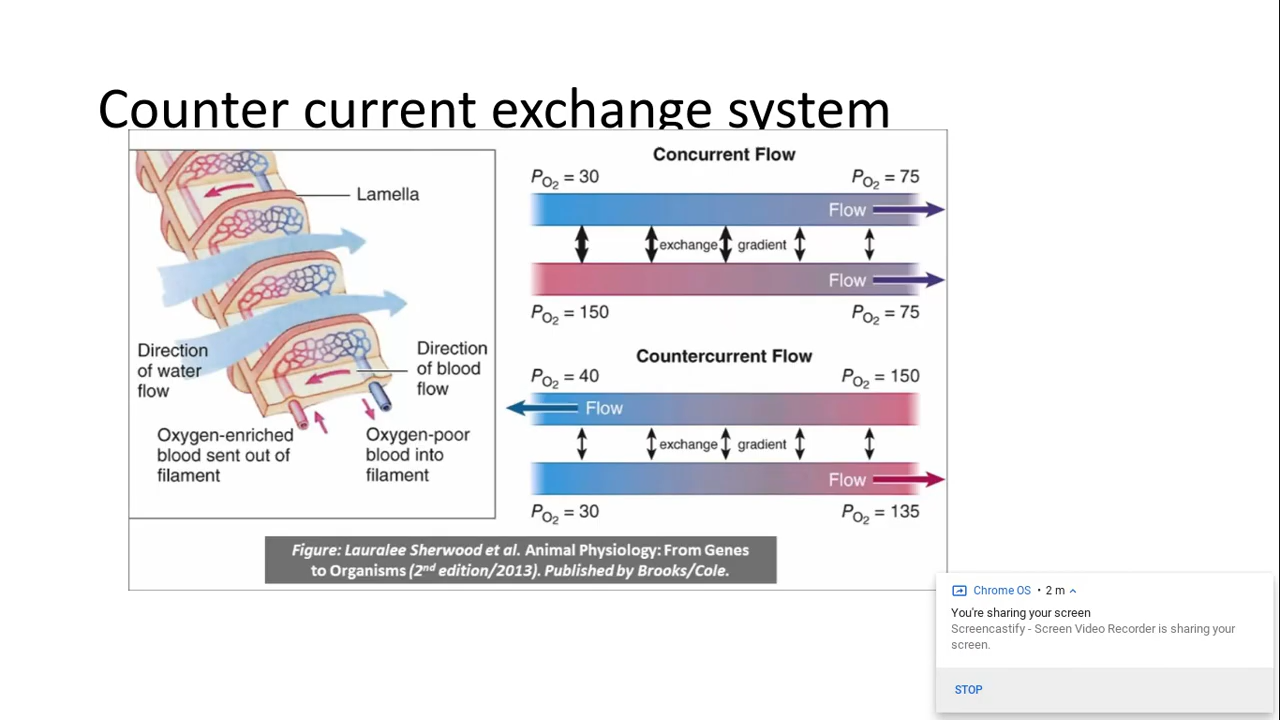 Counter current exchange system
Lamella
Direction
of water
flow
Direction
of blood
flow
Oxygen-enriched
blood sent out of
filament
Oxygen-poor
blood into
filament
Concurrent Flow
PO2 = 30
PO2 = 75
Flow
exchange gradient
Flow
PO2 = 150
PO2 = 75
Countercurrent Flow
PO2 = 40
PO2 = 150
Flow
exchange gradient
Flow
PO2 = 30
PO2 = 135
Figure: Lauralee Sherwood et al. Animal Physiology: From Genes
to Organisms (2nd edition/2013). Published by Brooks/Cole.
Chrome OS • 2 m
You're sharing your screen
Screencastify - Screen Video Recorder is sharing your
screen.
STOP